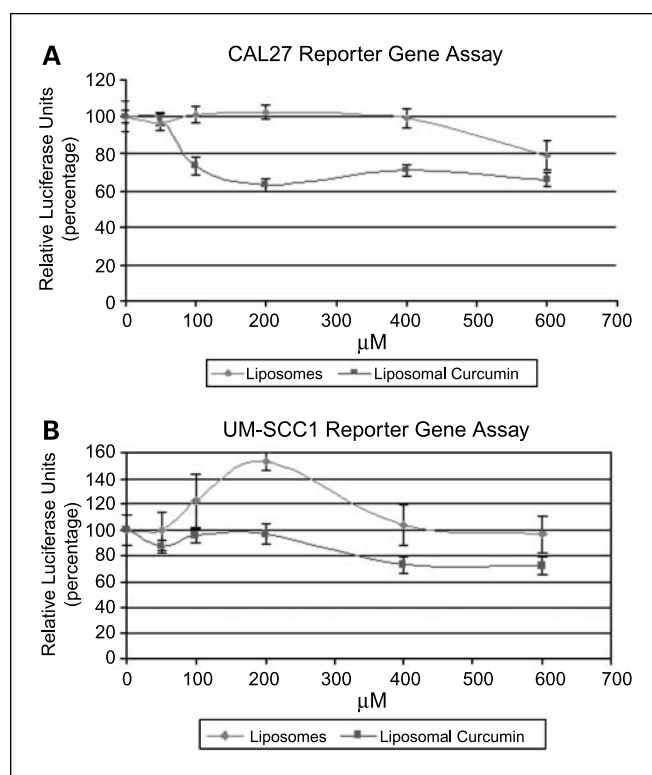 A
CAL27 Reporter Gene Assay
Relative Luciferase Units
(percentage)
120
100
80
60
40
20
0
0 100 200 300 400 500 600 700
μM
Liposomes Liposomal Curcumin
B
UM-SCC1 Reporter Gene Assay
Relative Luciferase Units
(percentage)
160
140
120
100
80
60
40
20
0
0 100 200 300 400 500 600 700
μM
Liposomes Liposomal Curcumin